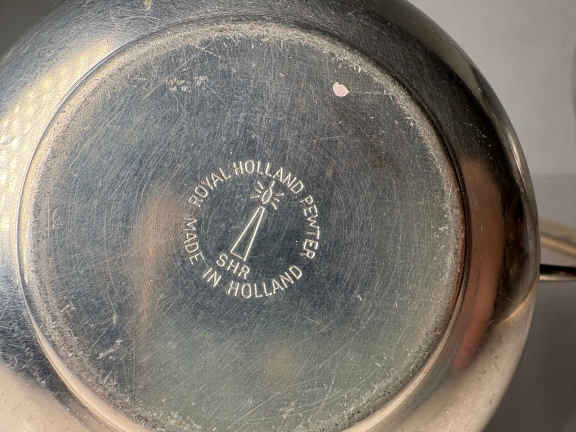 ROYAL HOLLAND PEWTER
SHR
MADE IN HOLLAND